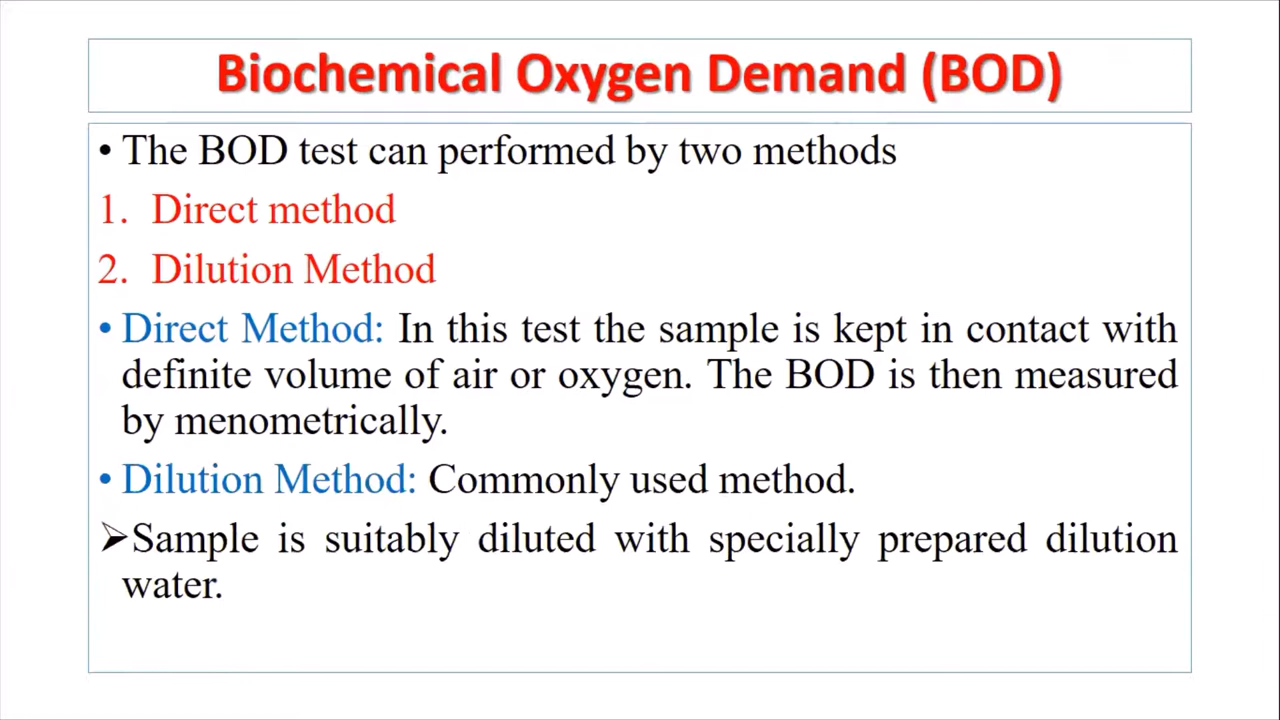 Biochemical Oxygen Demand (BOD)
• The BOD test can performed by two methods
1. Direct method
2. Dilution Method
• Direct Method: In this test the sample is kept in contact with
definite volume of air or oxygen. The BOD is then measured
by menometrically.
• Dilution Method: Commonly used method.
➢Sample is suitably diluted with specially prepared dilution
water.